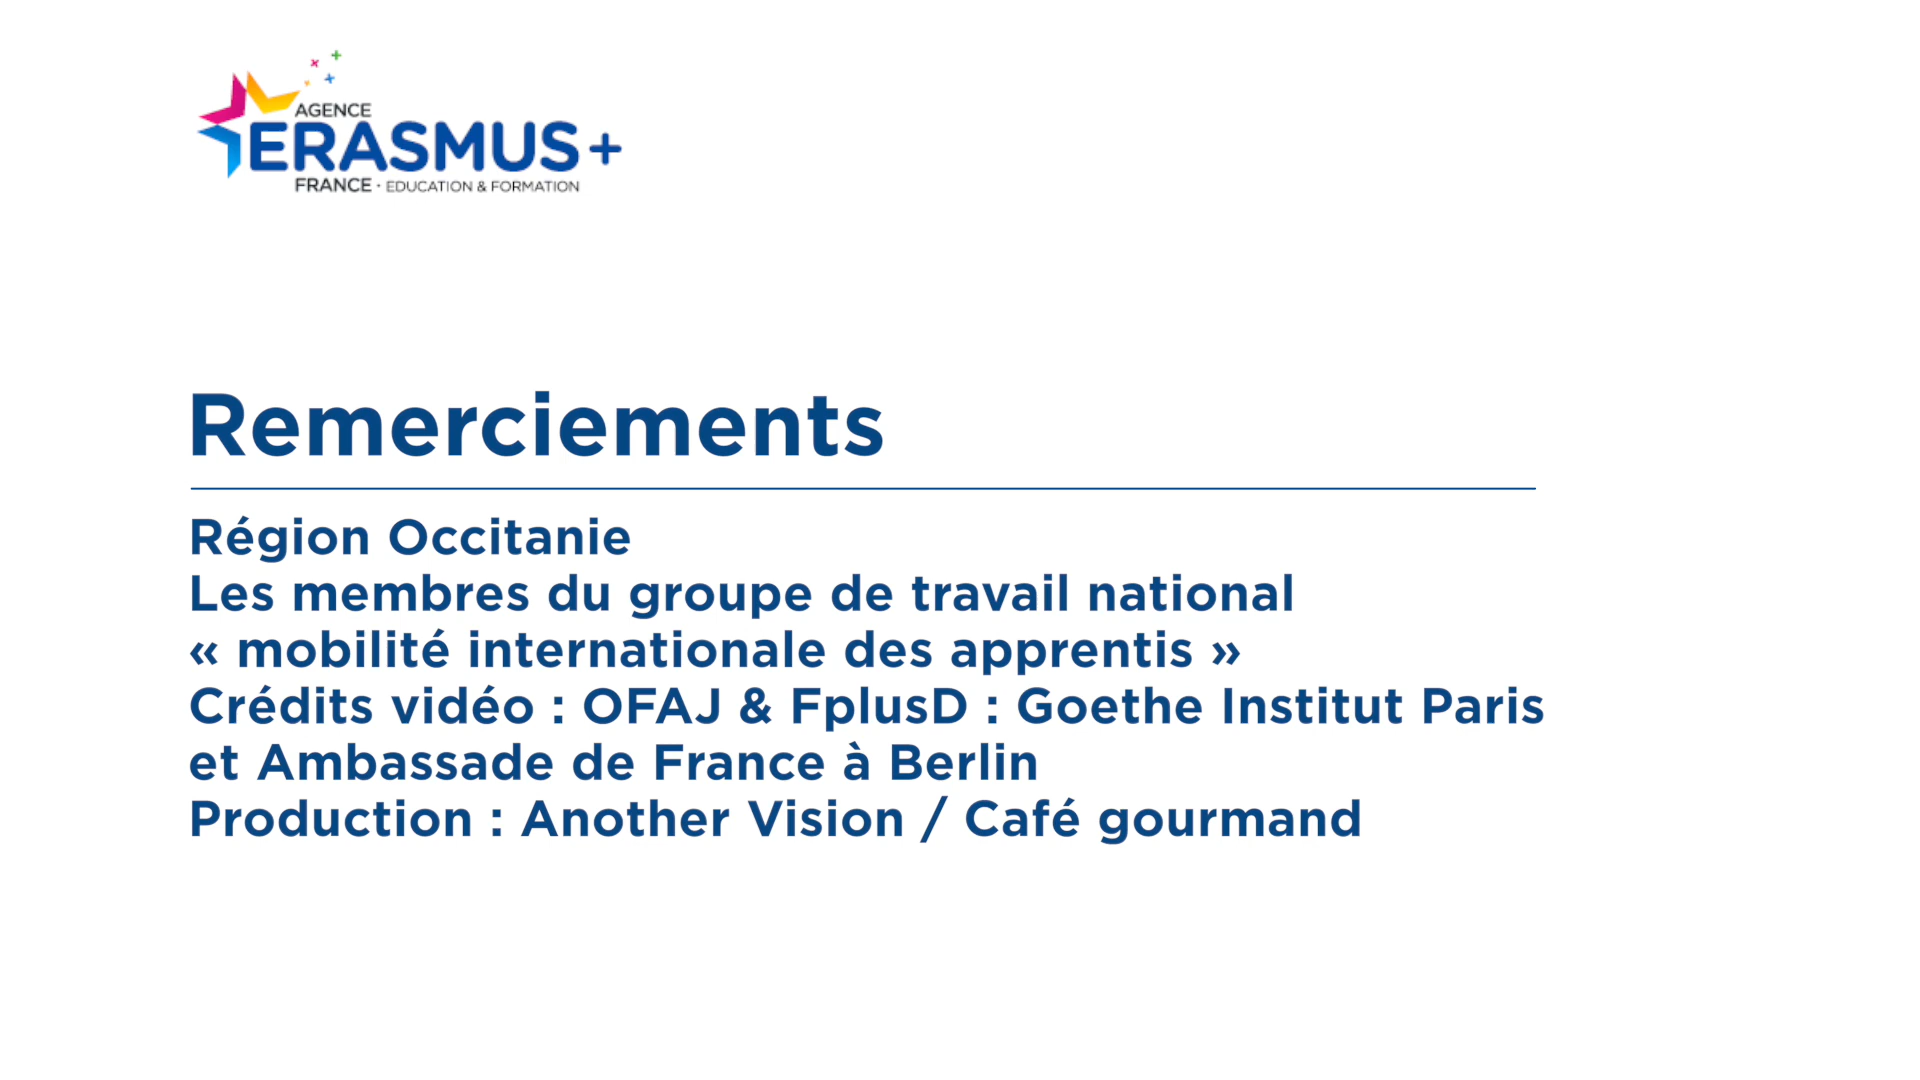 AGENCE
ERASMUS+
FRANCE · EDUCATION & FORMATION
Remerciements
Région Occitanie
Les membres du groupe de travail national
« mobilité internationale des apprentis »
Crédits vidéo : OFAJ & FplusD : Goethe Institut Paris
et Ambassade de France à Berlin
Production : Another Vision / Café gourmand